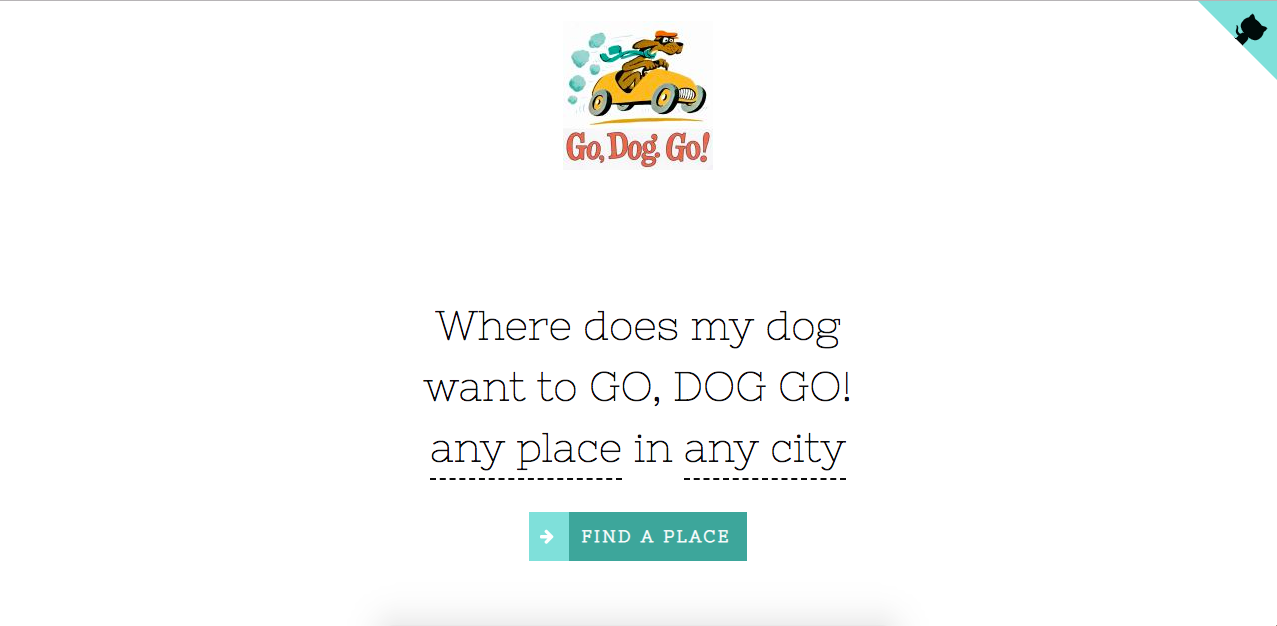 Go, Dog. Go!
Where does my dog
want to GO, DOG GO!
any place in any city
FIND A PLACE